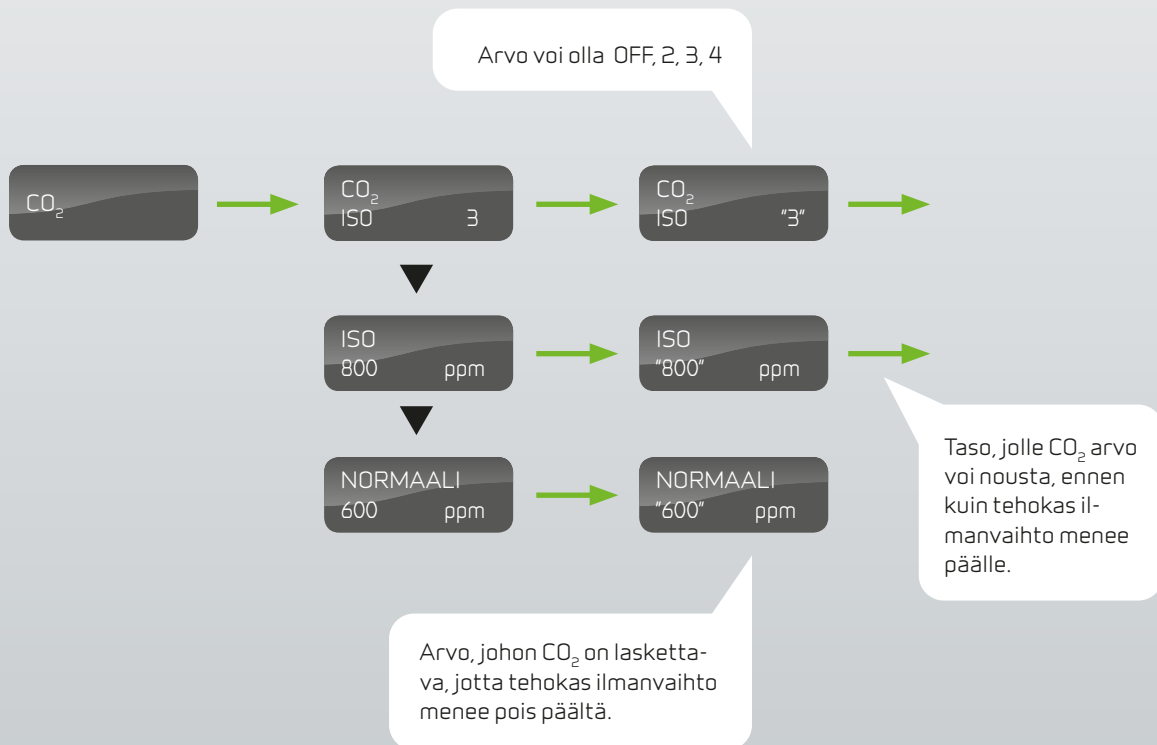 Arvo voi olla OFF, 2, 3, 4
CO₂
CO₂
ISO 3
CO₂
ISO "3"
ISO
800 ppm
ISO
"800" ppm
NORMAALI
600 ppm
NORMAALI
"600" ppm
Taso, jolle CO₂ arvo
voi nousta, ennen
kuin tehokas il-
manvaihto menee
päälle.
Arvo, johon CO₂ on laskettа-
va, jotta tehokas ilmanvaihto
menee pois päältä.